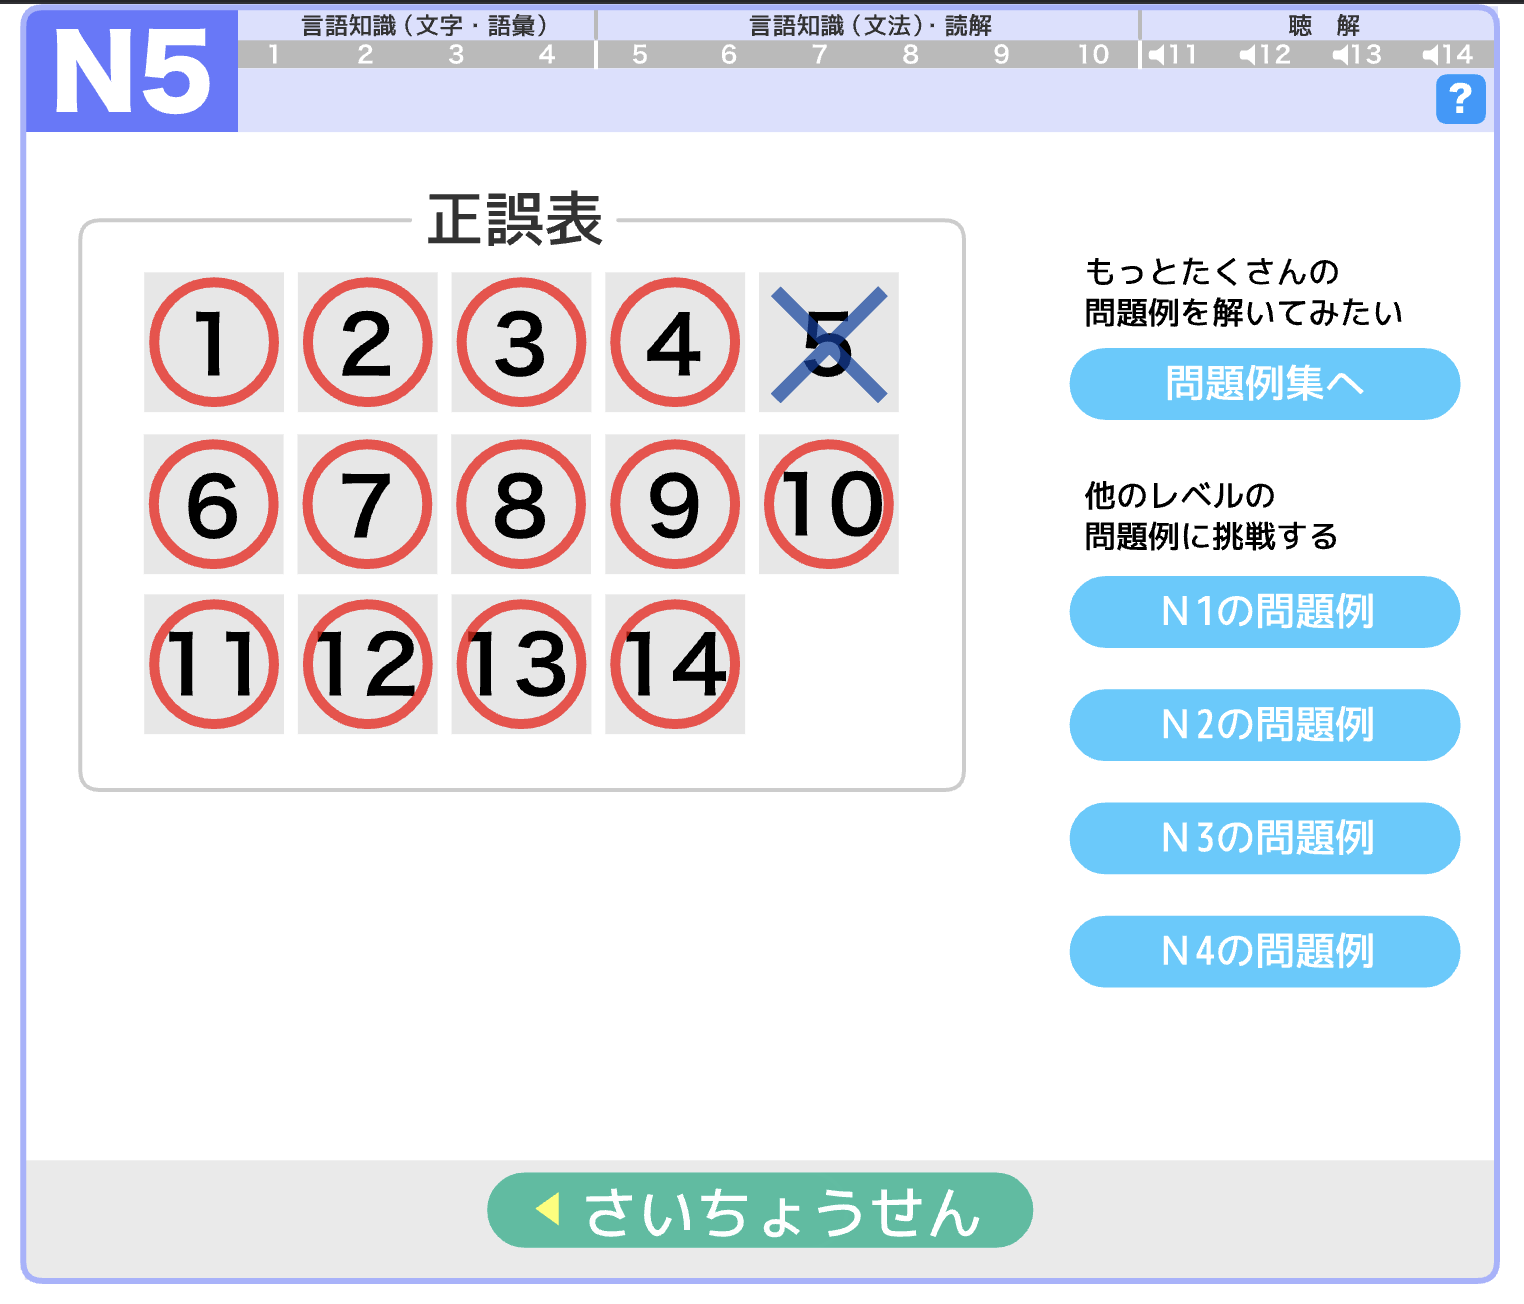 N5
言語知識（文字・語彙）
言語知識（文法）・読解
聴　解
1 2 3 4 5 6 7 8 9 10 11 12 13 14
?
正誤表
1 2 3 4 5
6 7 8 9 10
11 12 13 14
もっとたくさんの
問題例を解いてみたい
問題例集へ
他のレベルの
問題例に挑戦する
N1の問題例
N2の問題例
N3の問題例
N4の問題例
さいちょうせん